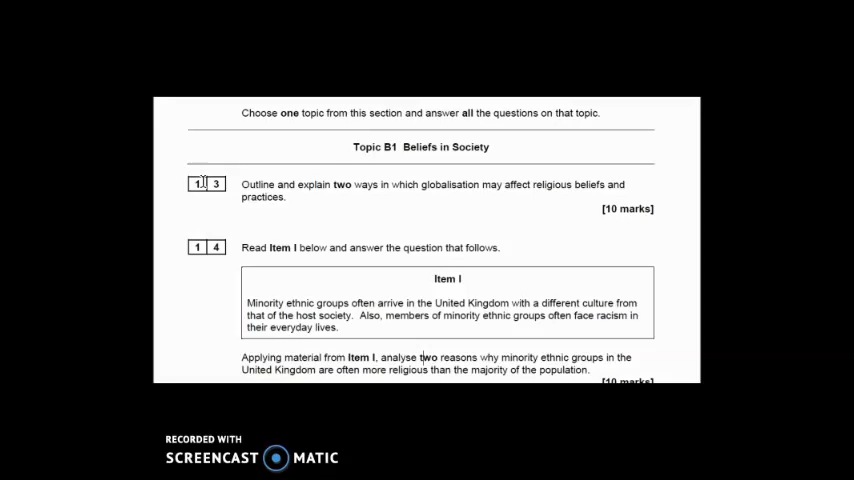 Choose one topic from this section and answer all the questions on that topic.
Topic B1 Beliefs in Society
1 3 Outline and explain two ways in which globalisation may affect religious beliefs and
practices.
[10 marks]
1 4 Read Item I below and answer the question that follows.
Item I
Minority ethnic groups often arrive in the United Kingdom with a different culture from
that of the host society. Also, members of minority ethnic groups often face racism in
their everyday lives.
Applying material from Item I, analyse two reasons why minority ethnic groups in the
United Kingdom are often more religious than the majority of the population.
[10 marks]
RECORDED WITH
SCREENCAST MATIC